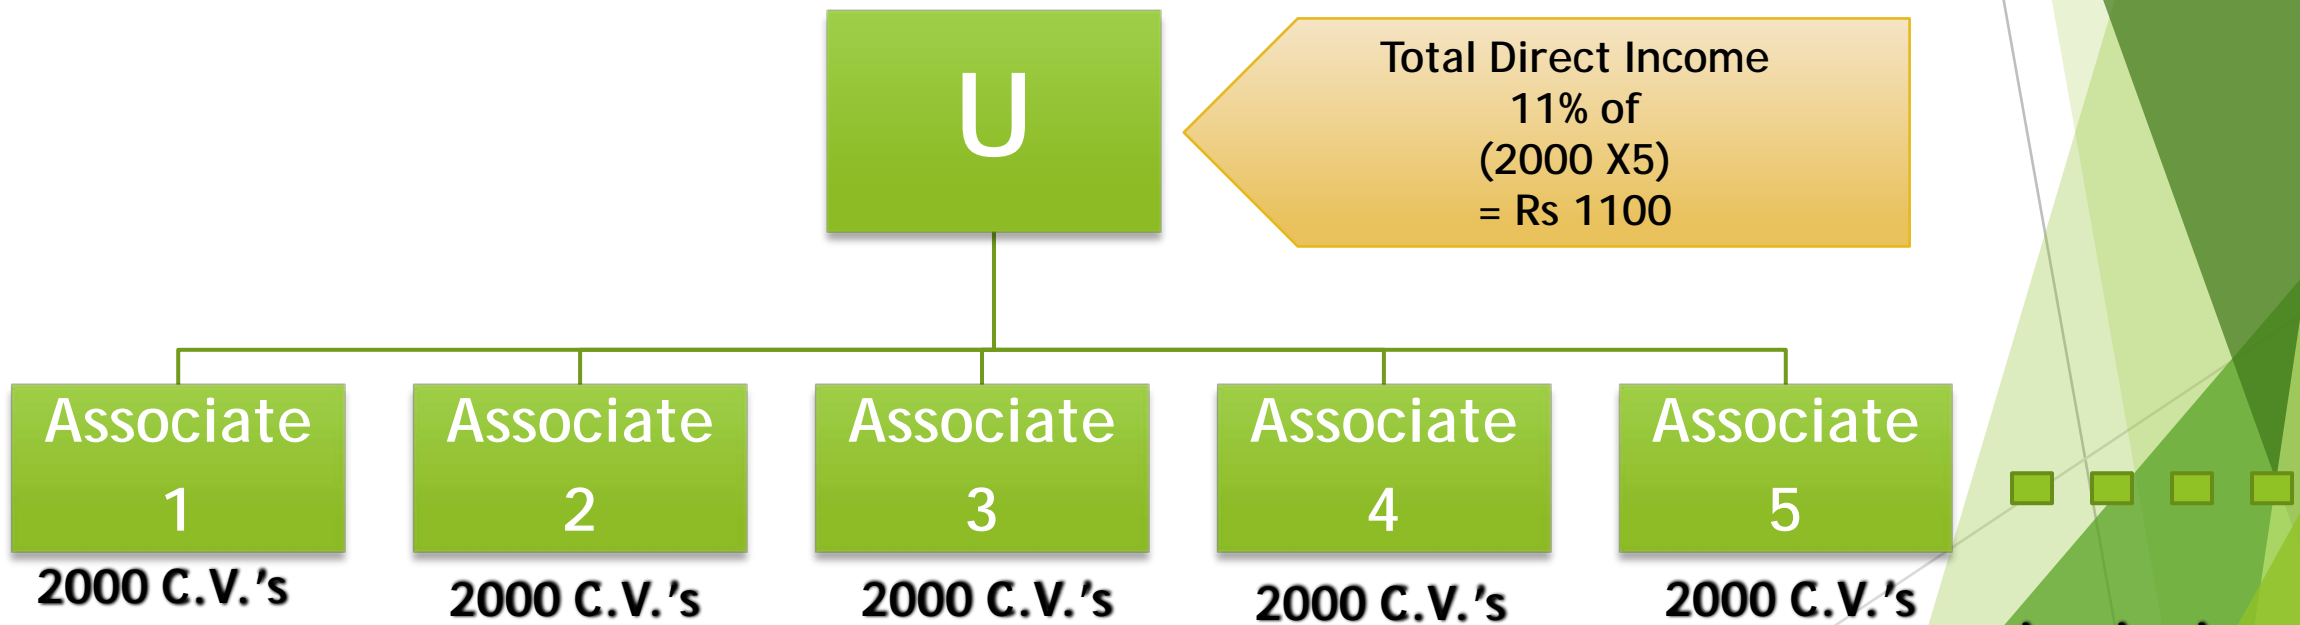 U
Total Direct Income
11% of
(2000 X5)
= Rs 1100
Associate
1
Associate
2
Associate
3
Associate
4
Associate
5
2000 C.V.'s
2000 C.V.'s
2000 C.V.'s
2000 C.V.'s
2000 C.V.'s